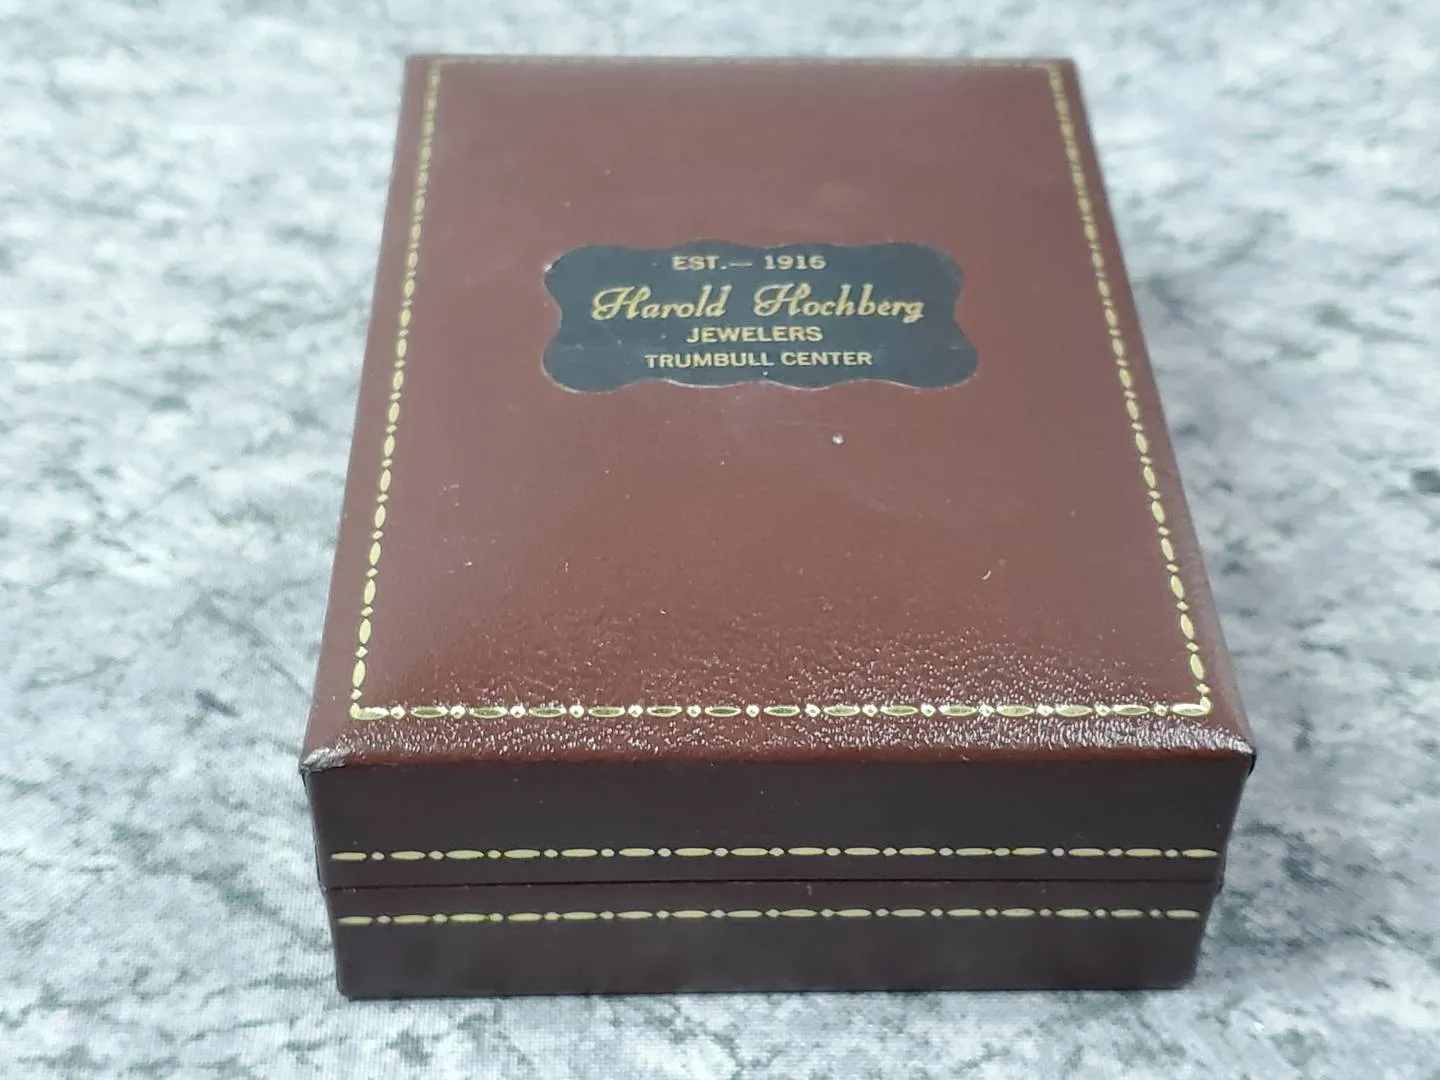 EST.— 1916
Harold Hochberg
JEWELERS
TRUMBULL CENTER